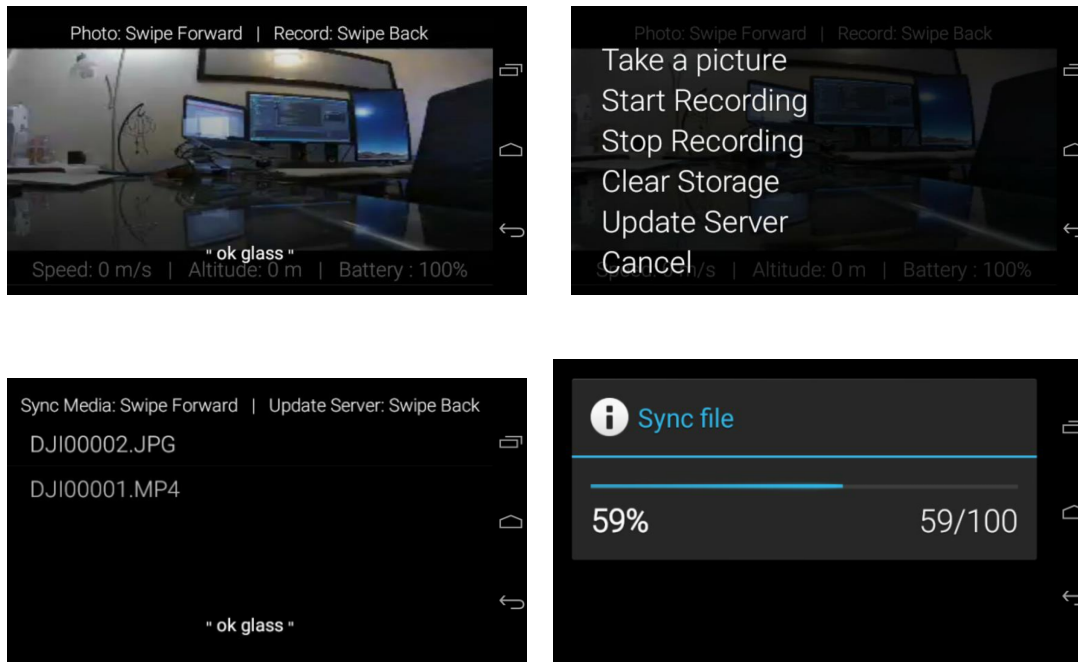 Photo: Swipe Forward | Record: Swipe Back
" ok glass "
Speed: 0 m/s | Altitude: 0 m | Battery : 100%
Photo: Swipe Forward | Record: Swipe Back
Take a picture
Start Recording
Stop Recording
Clear Storage
Update Server
Cancel
Speed: 0 m/s | Altitude: 0 m | Battery : 100%
Sync Media: Swipe Forward | Update Server: Swipe Back
DJI00002.JPG
DJI00001.MP4
" ok glass "
Sync file
59% 59/100